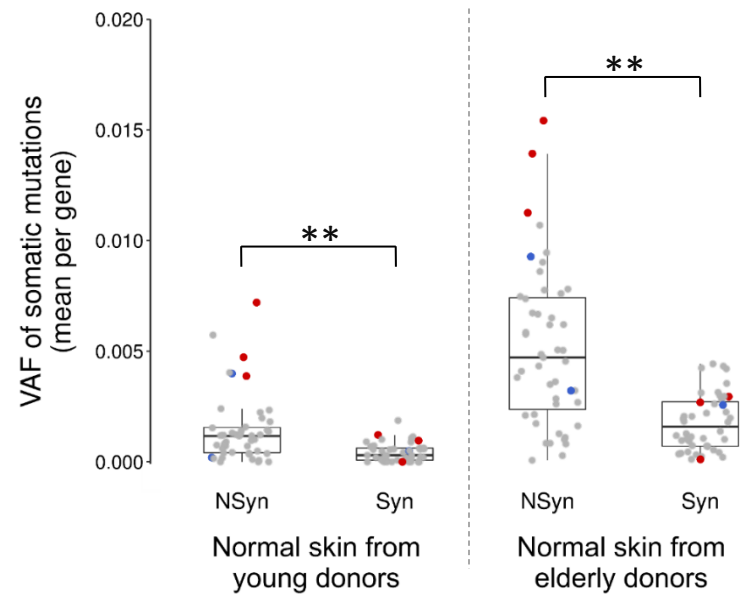 VAF of somatic mutations
(mean per gene)
0.020
0.015
0.010
0.005
0.000
**
**
NSyn Syn NSyn Syn
Normal skin from
young donors
Normal skin from
elderly donors